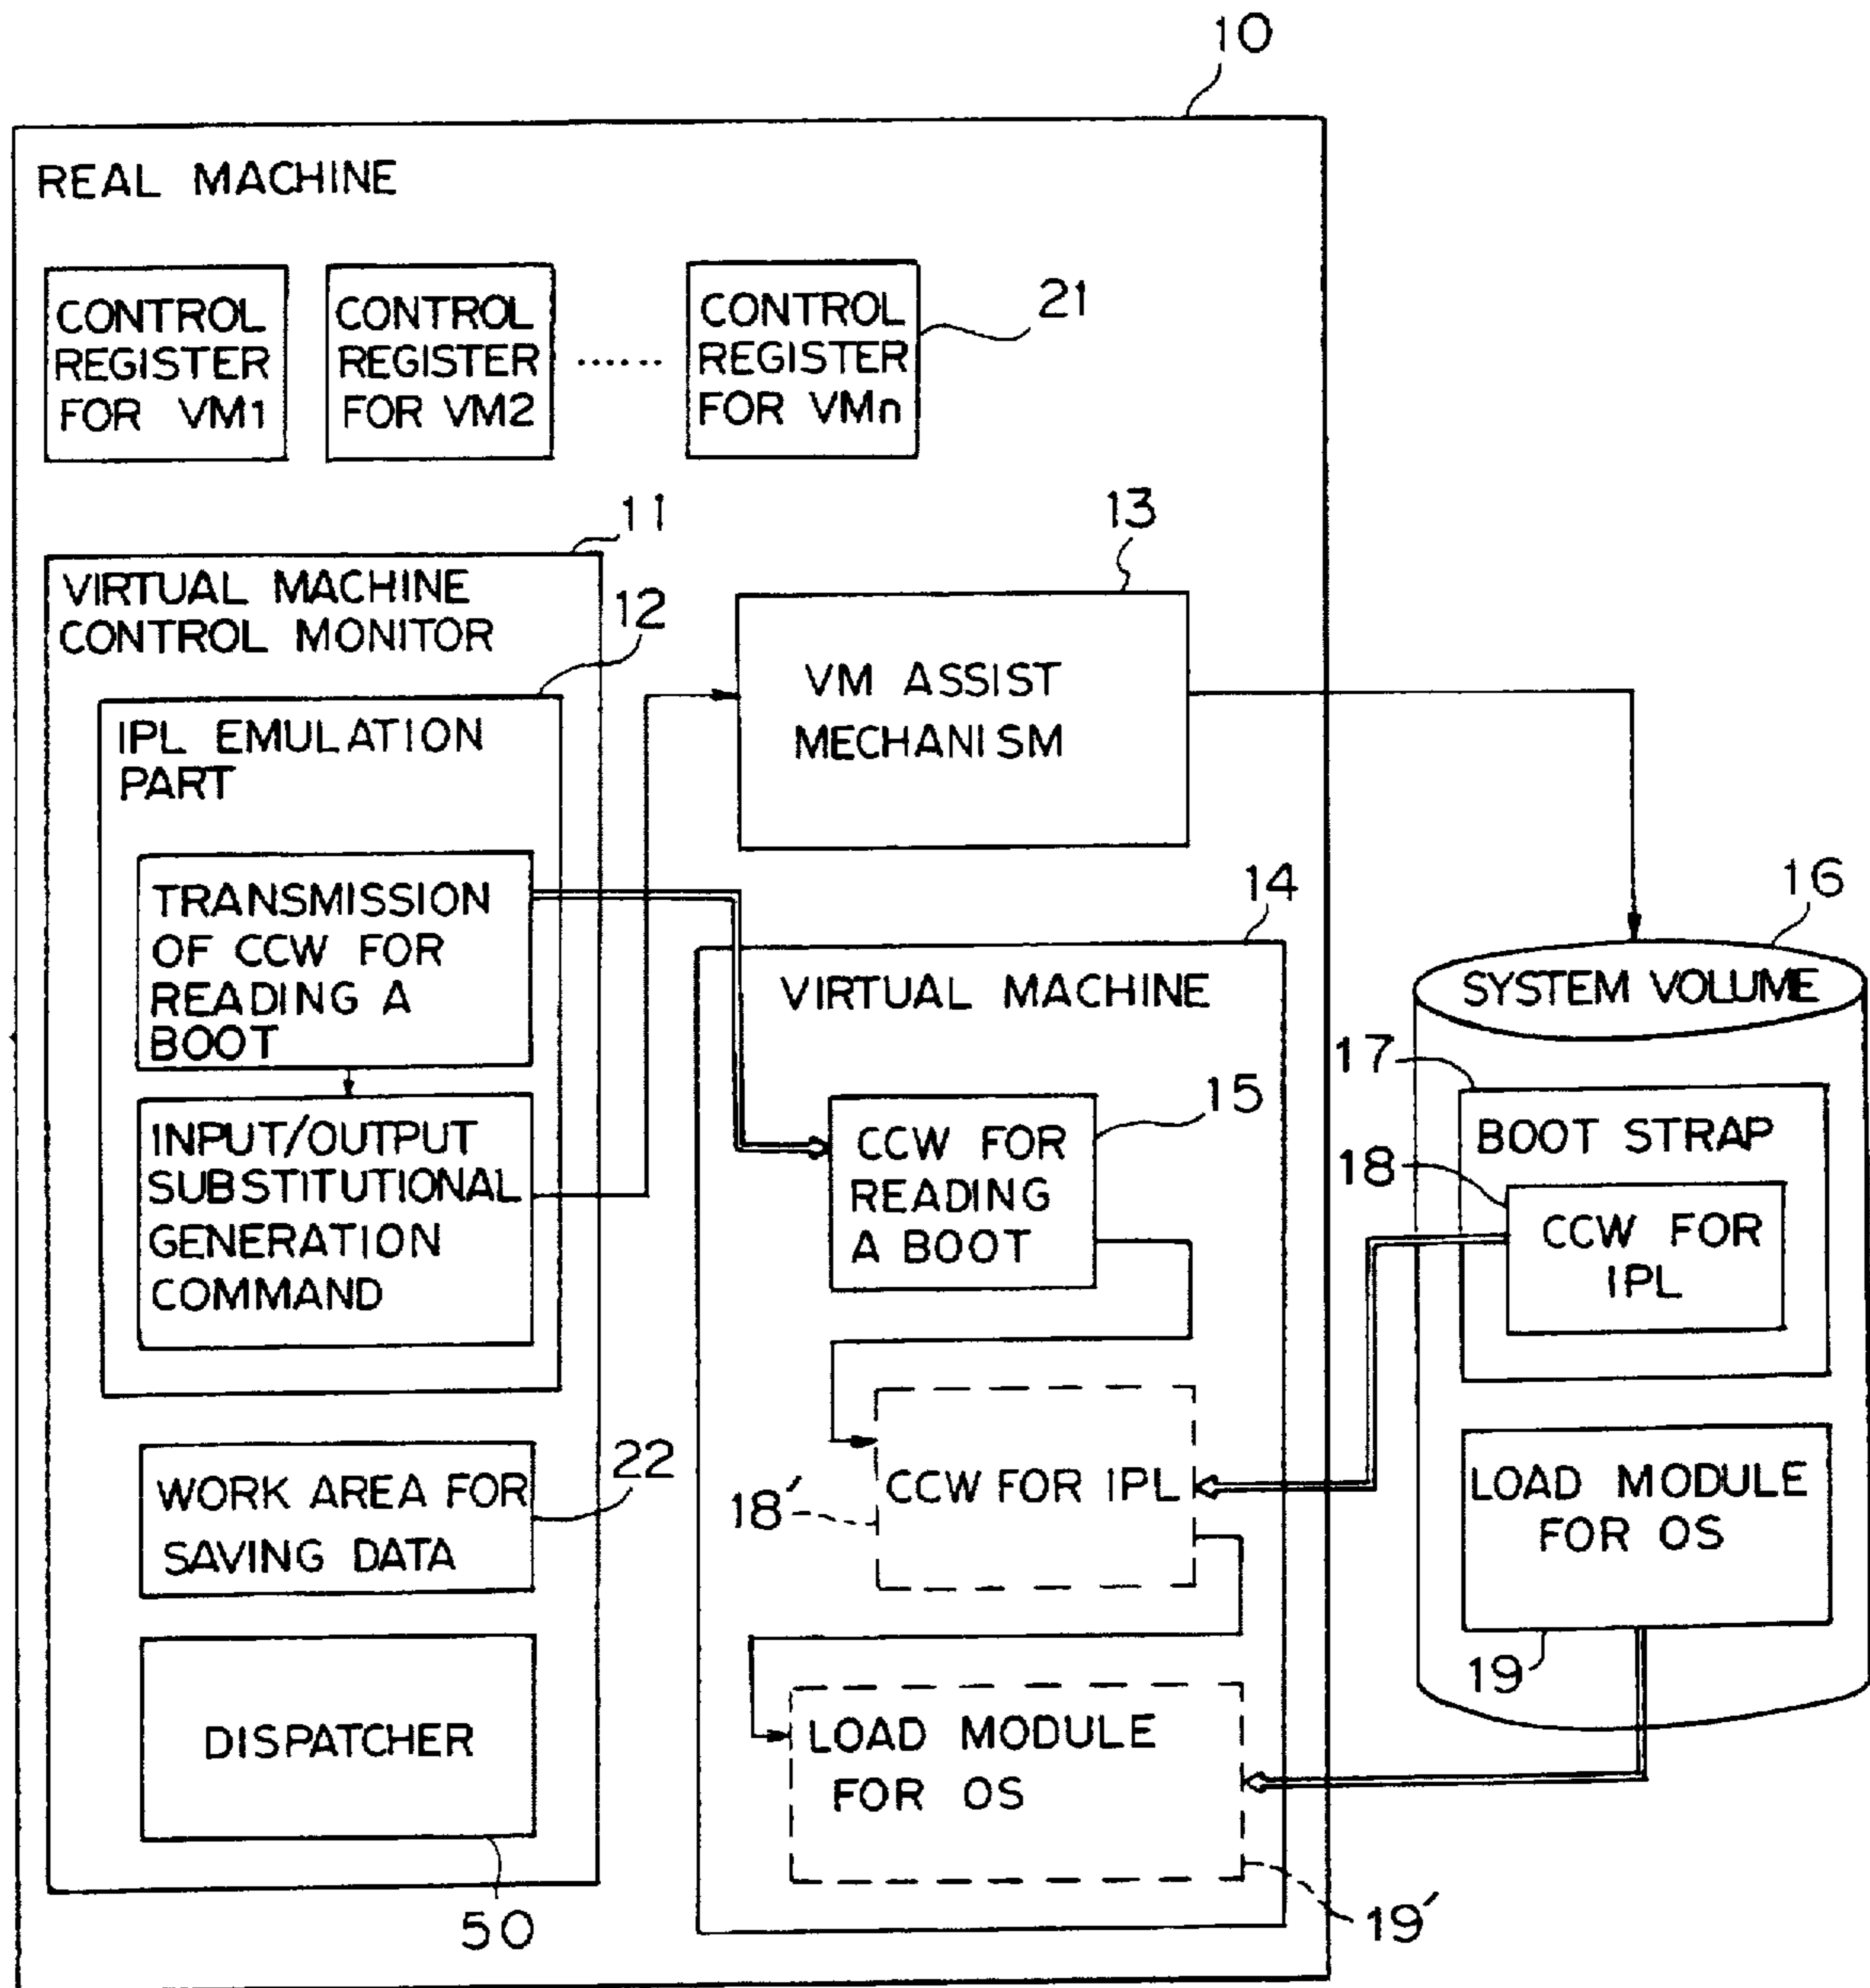 10
REAL MACHINE
CONTROL
REGISTER
FOR VM1
CONTROL
REGISTER
FOR VM2
......
CONTROL
REGISTER
FOR VMn
21
11
VIRTUAL MACHINE
CONTROL MONITOR
12
IPL EMULATION
PART
TRANSMISSION
OF CCW FOR
READING A
BOOT
INPUT/OUTPUT
SUBSTITUTIONAL
GENERATION
COMMAND
WORK AREA FOR
SAVING DATA
22
DISPATCHER
50
13
VM ASSIST
MECHANISM
14
VIRTUAL MACHINE
15
CCW FOR
READING
A BOOT
CCW FOR IPL
18'
LOAD MODULE
FOR OS
19'
16
SYSTEM VOLUME
17
BOOT STRAP
18
CCW FOR
IPL
LOAD MODULE
FOR OS
19